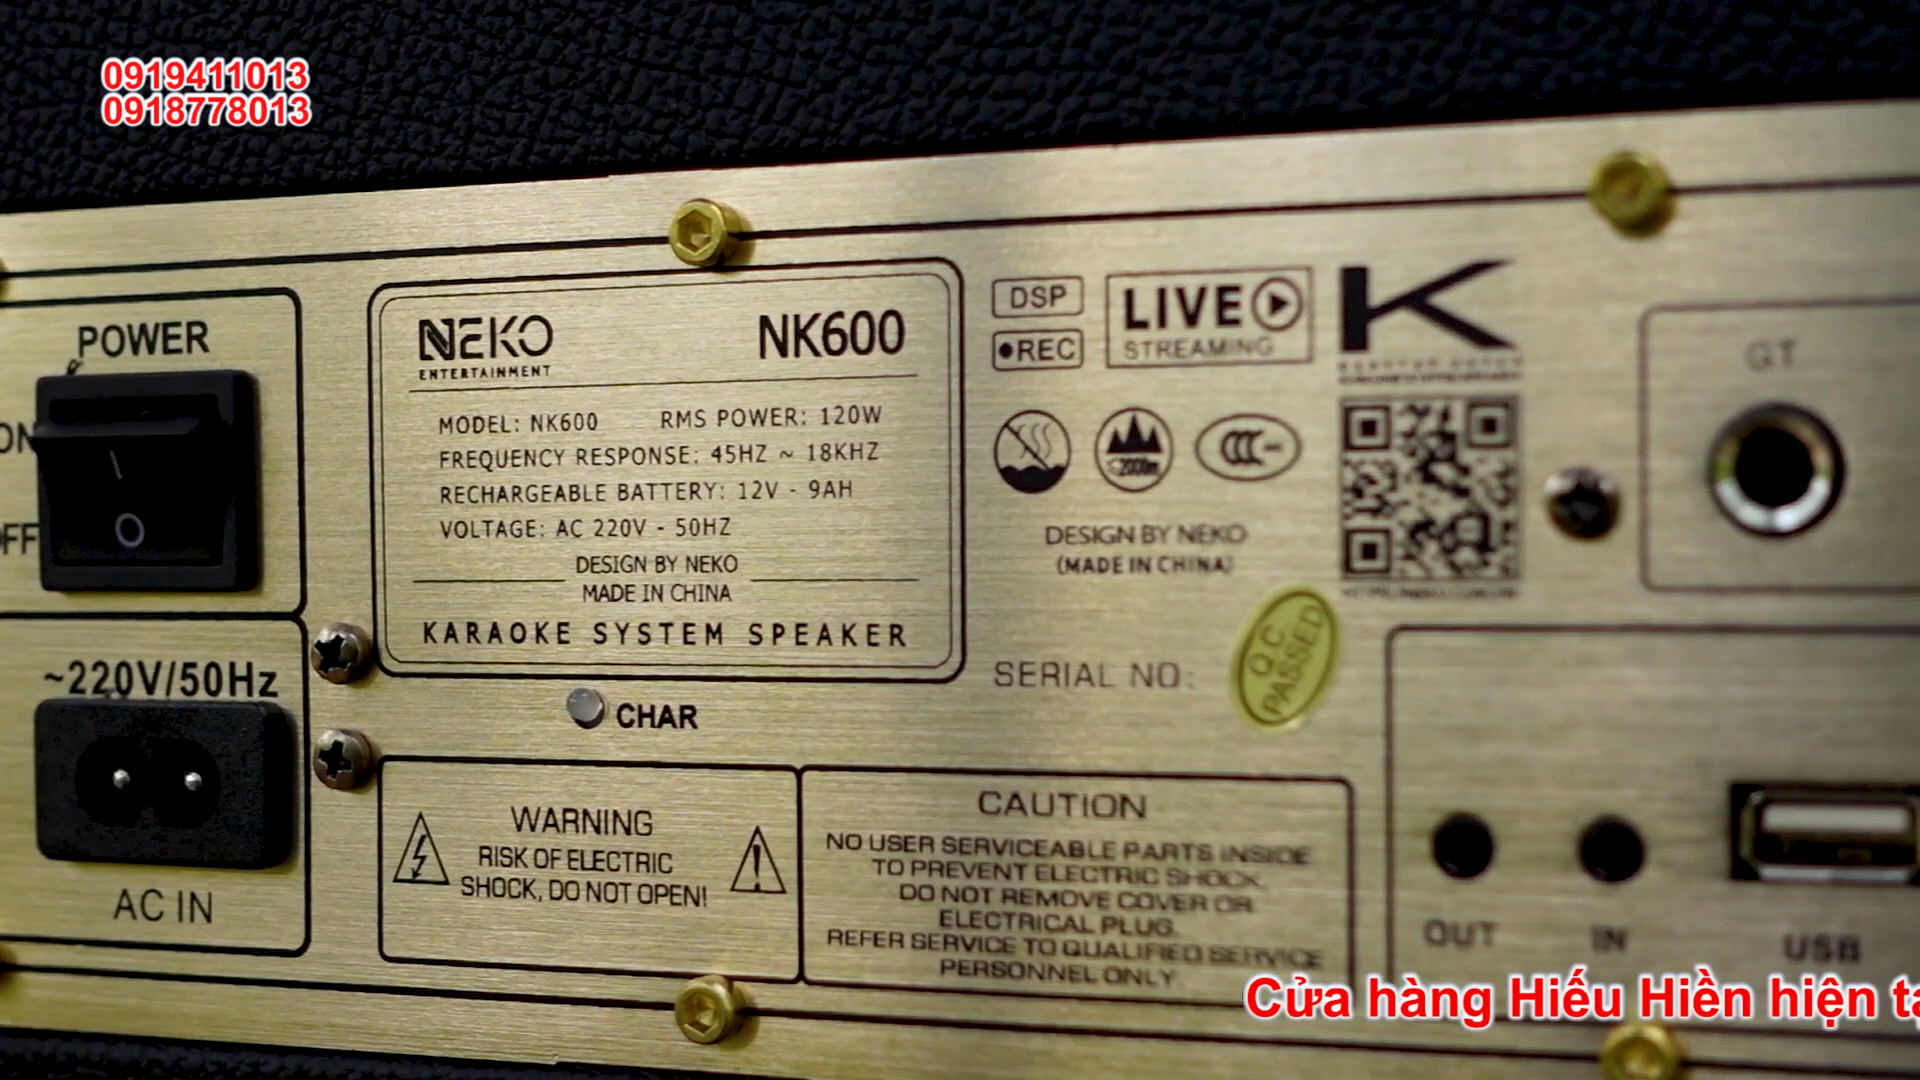 0919411013
0918778013
POWER
ON
OFF
~220V/50Hz
AC IN
NEKO
ENTERTAINMENT
NK600
MODEL: NK600 RMS POWER: 120W
FREQUENCY RESPONSE: 45HZ ~ 18KHZ
RECHARGEABLE BATTERY: 12V - 9AH
VOLTAGE: AC 220V - 50HZ
DESIGN BY NEKO
MADE IN CHINA
KARAOKE SYSTEM SPEAKER
CHAR
WARNING
RISK OF ELECTRIC
SHOCK, DO NOT OPEN!
CAUTION
NO USER SERVICEABLE PARTS INSIDE
TO PREVENT ELECTRIC SHOCK
DO NOT REMOVE COVER OR
ELECTRICAL PLUG.
REFER SERVICE TO QUALIFIED SERVICE
PERSONNEL ONLY.
DSP
REC
LIVE
STREAMING
K
≤2000m
CCC
DESIGN BY NEKO
(MADE IN CHINA)
SERIAL NO:
Q.C
PASSED
GT
OUT
IN
USB
Cửa hàng Hiếu Hiền hiện